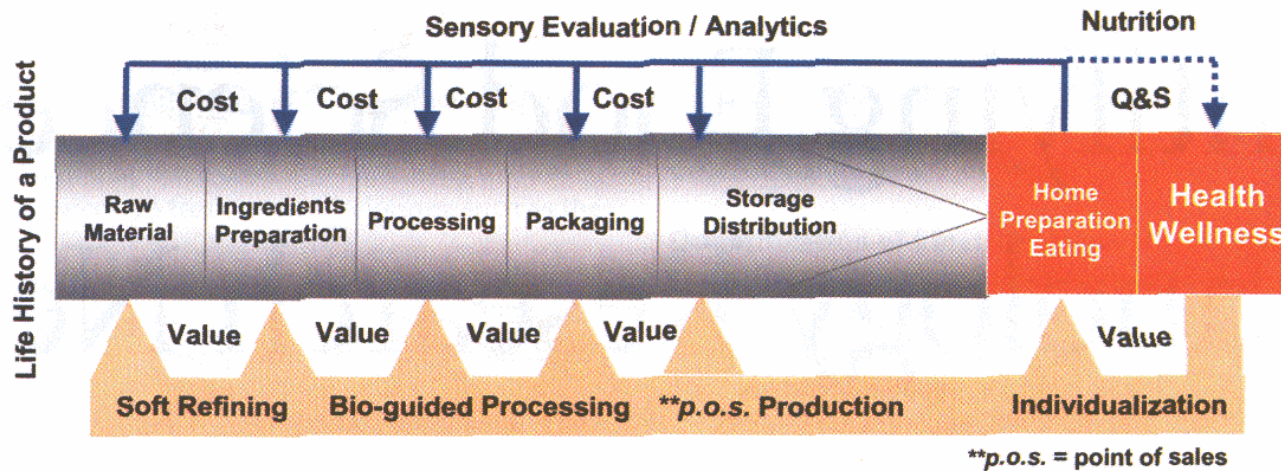 Sensory Evaluation / Analytics
Nutrition
Life History of a Product
Cost
Cost
Cost
Cost
Q&S
Raw
Material
Ingredients
Preparation
Processing
Packaging
Storage
Distribution
Home
Preparation
Eating
Health
Wellness
Value
Value
Value
Value
Value
Soft Refining
Bio-guided Processing
**p.o.s. Production
Individualization
**p.o.s. = point of sales